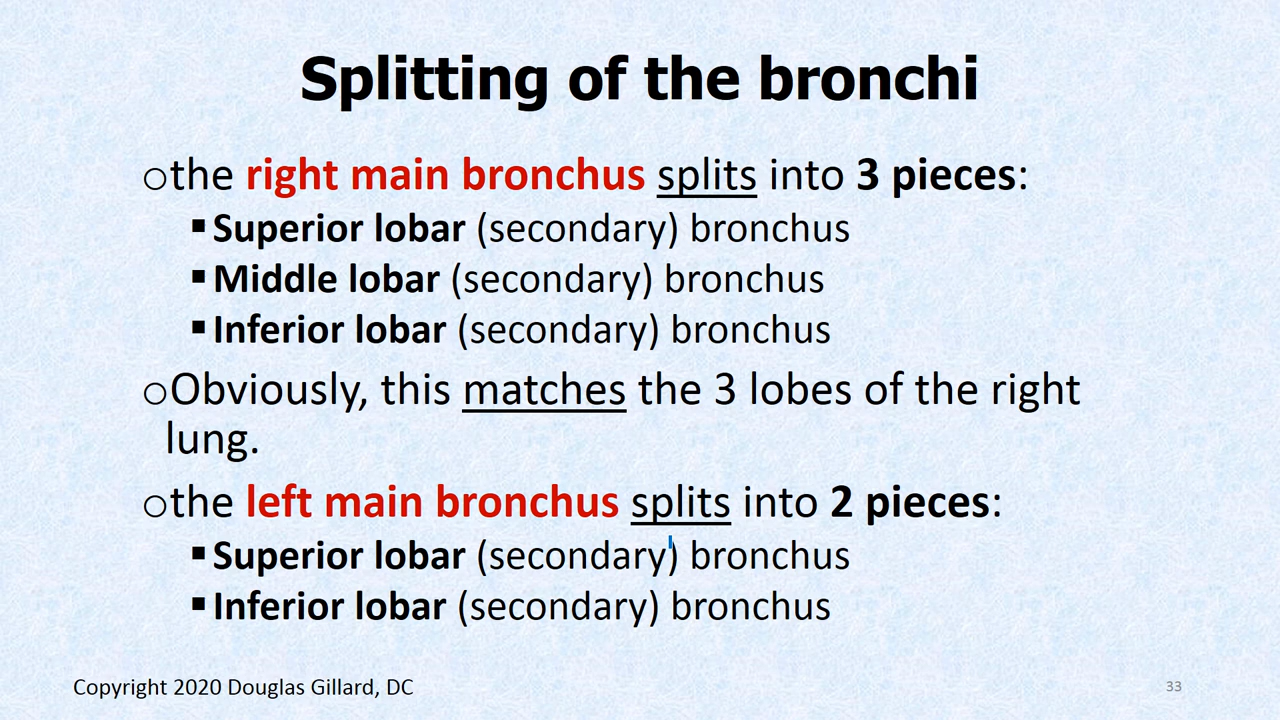 Splitting of the bronchi
othe right main bronchus splits into 3 pieces:
▪Superior lobar (secondary) bronchus
▪Middle lobar (secondary) bronchus
▪Inferior lobar (secondary) bronchus
oObviously, this matches the 3 lobes of the right
lung.
othe left main bronchus splits into 2 pieces:
▪Superior lobar (secondary) bronchus
▪Inferior lobar (secondary) bronchus
Copyright 2020 Douglas Gillard, DC
33